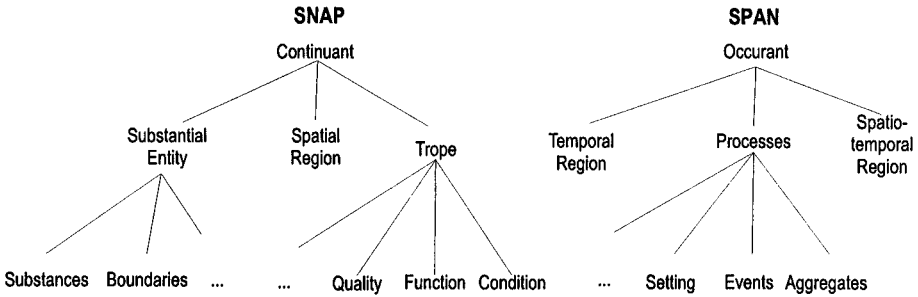 SNAP
SPAN
Continuant
Occurant
Substantial
Entity
Spatial
Region
Trope
Temporal
Region
Processes
Spatio-
temporal
Region
Substances Boundaries ... ... Quality Function Condition ... Setting Events Aggregates